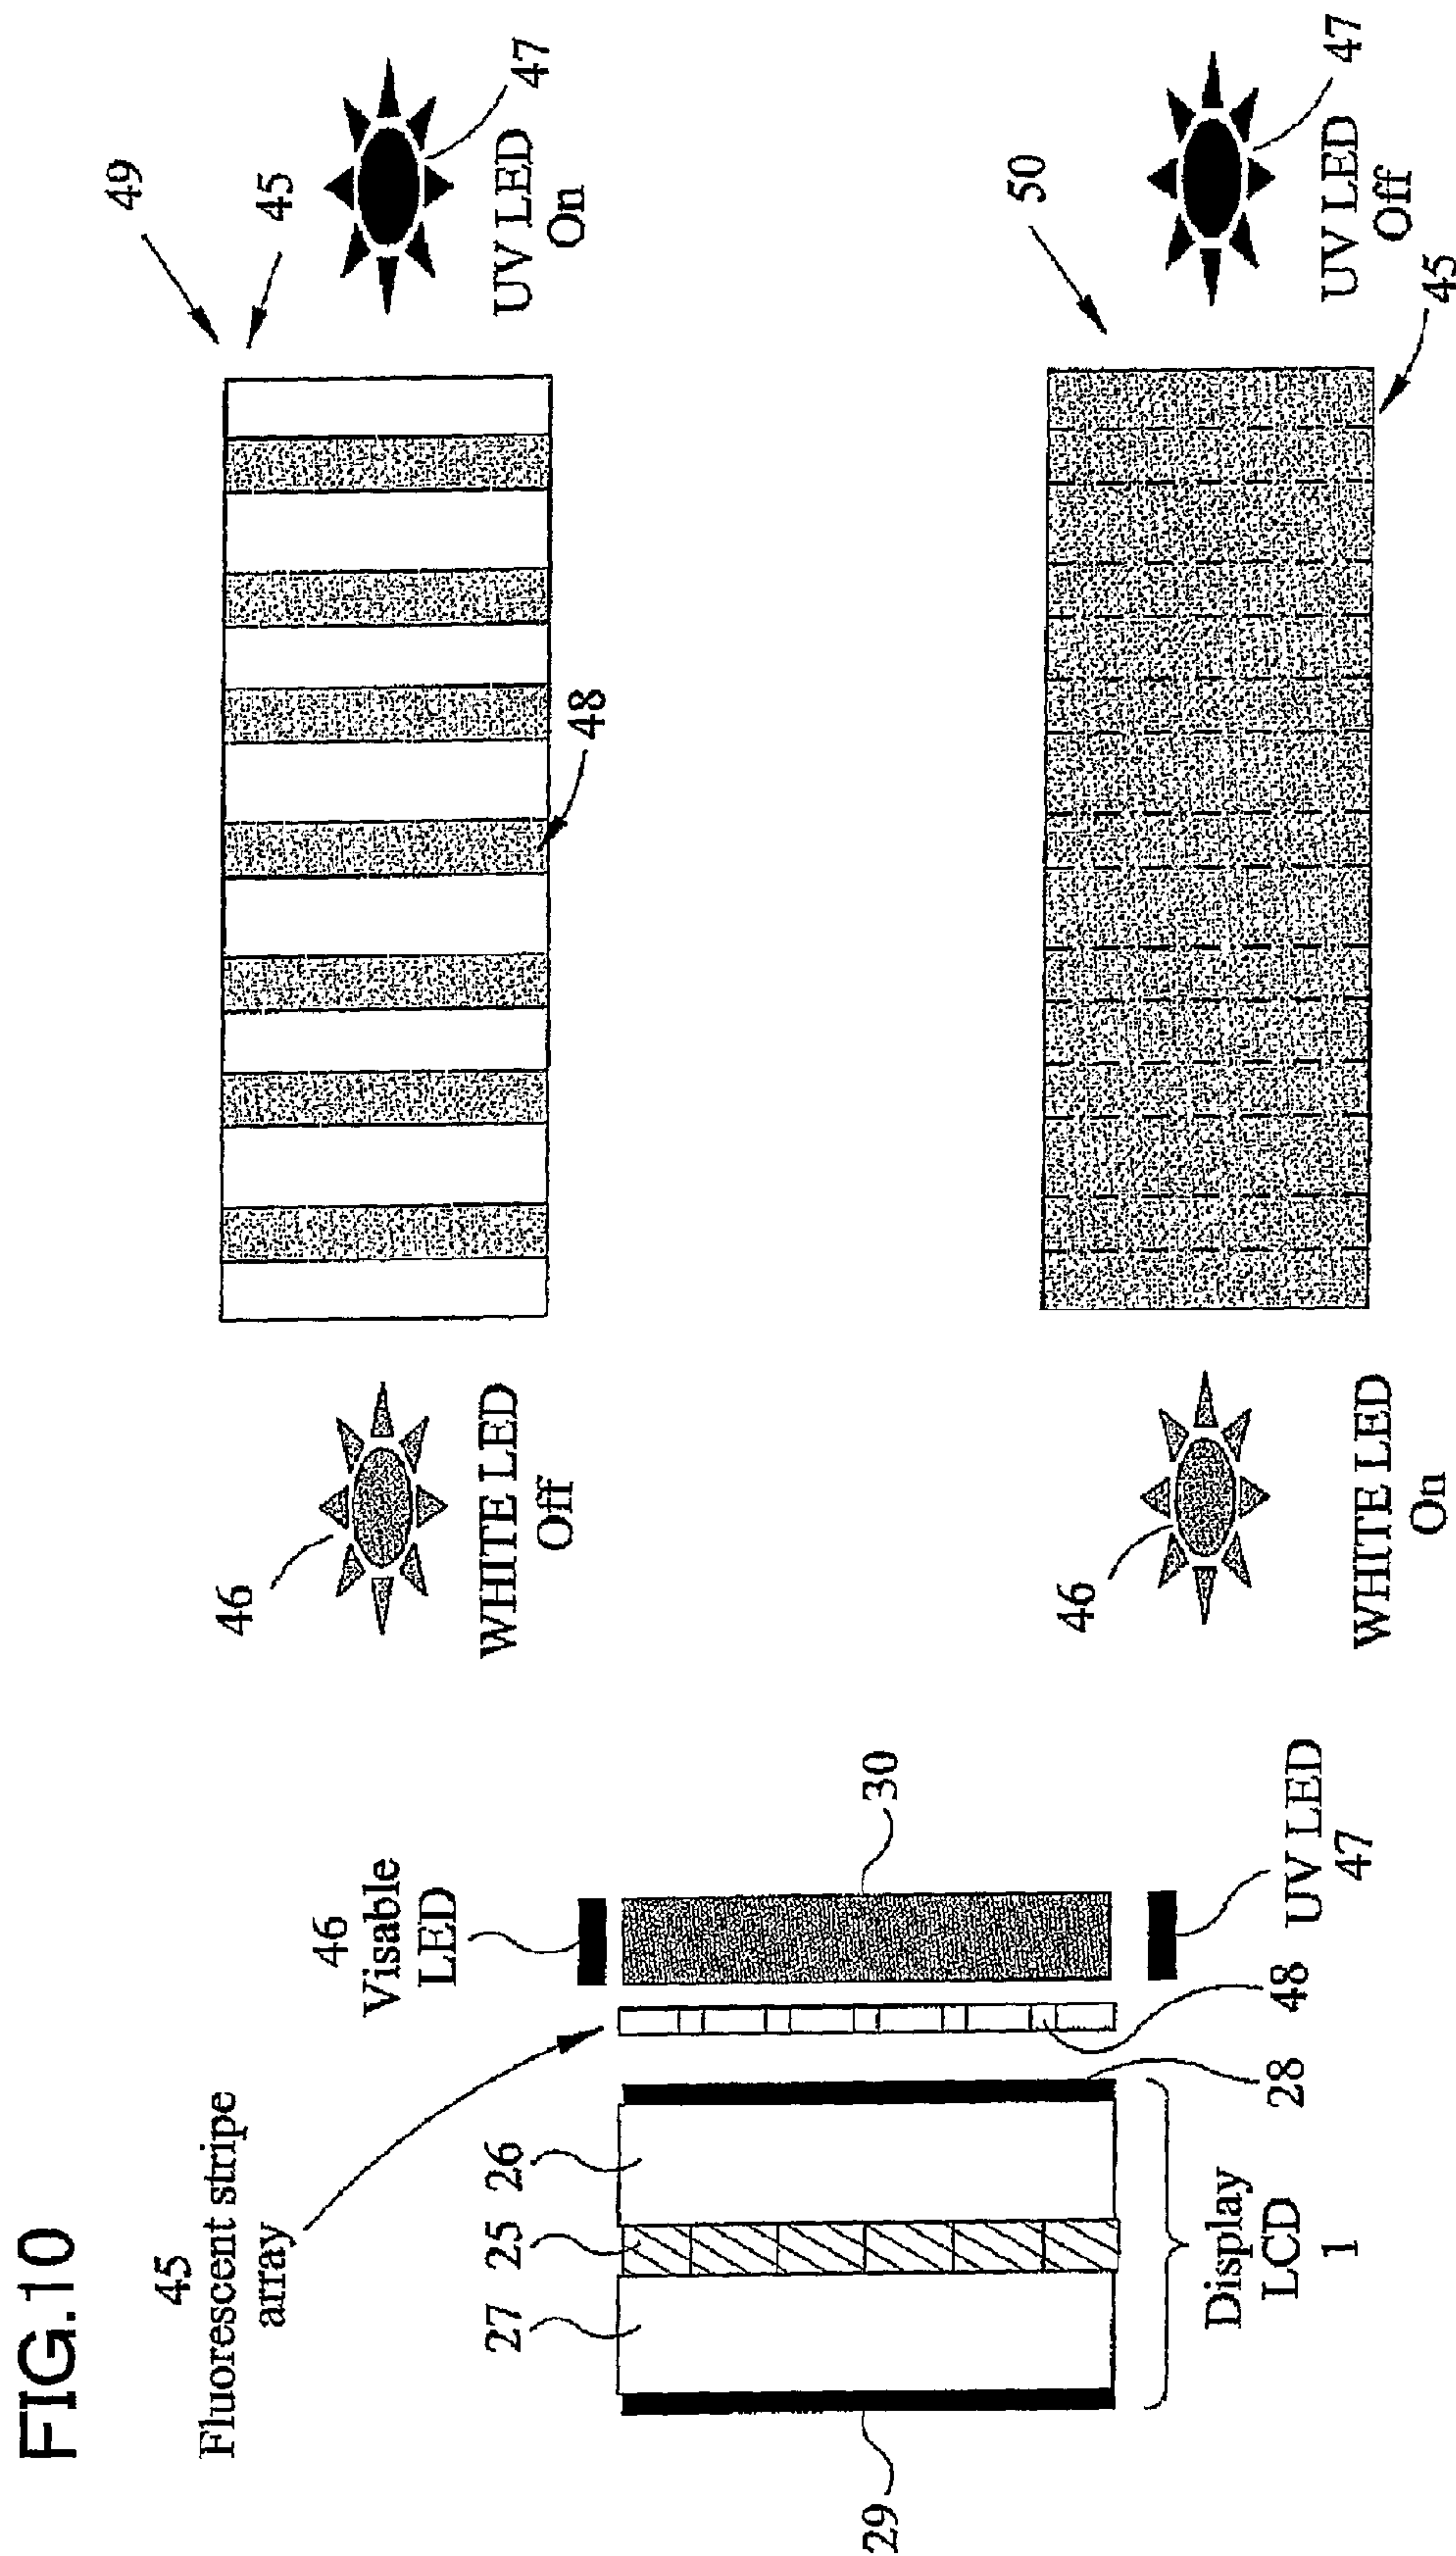 FIG.10
45
Fluorescent stripe
array
46
Visable
LED
27
25
26
29
30
28
48
UV LED
47
Display
LCD
1
46
WHITE LED
Off
49
45
48
47
UV LED
On
46
WHITE LED
On
50
45
47
UV LED
Off